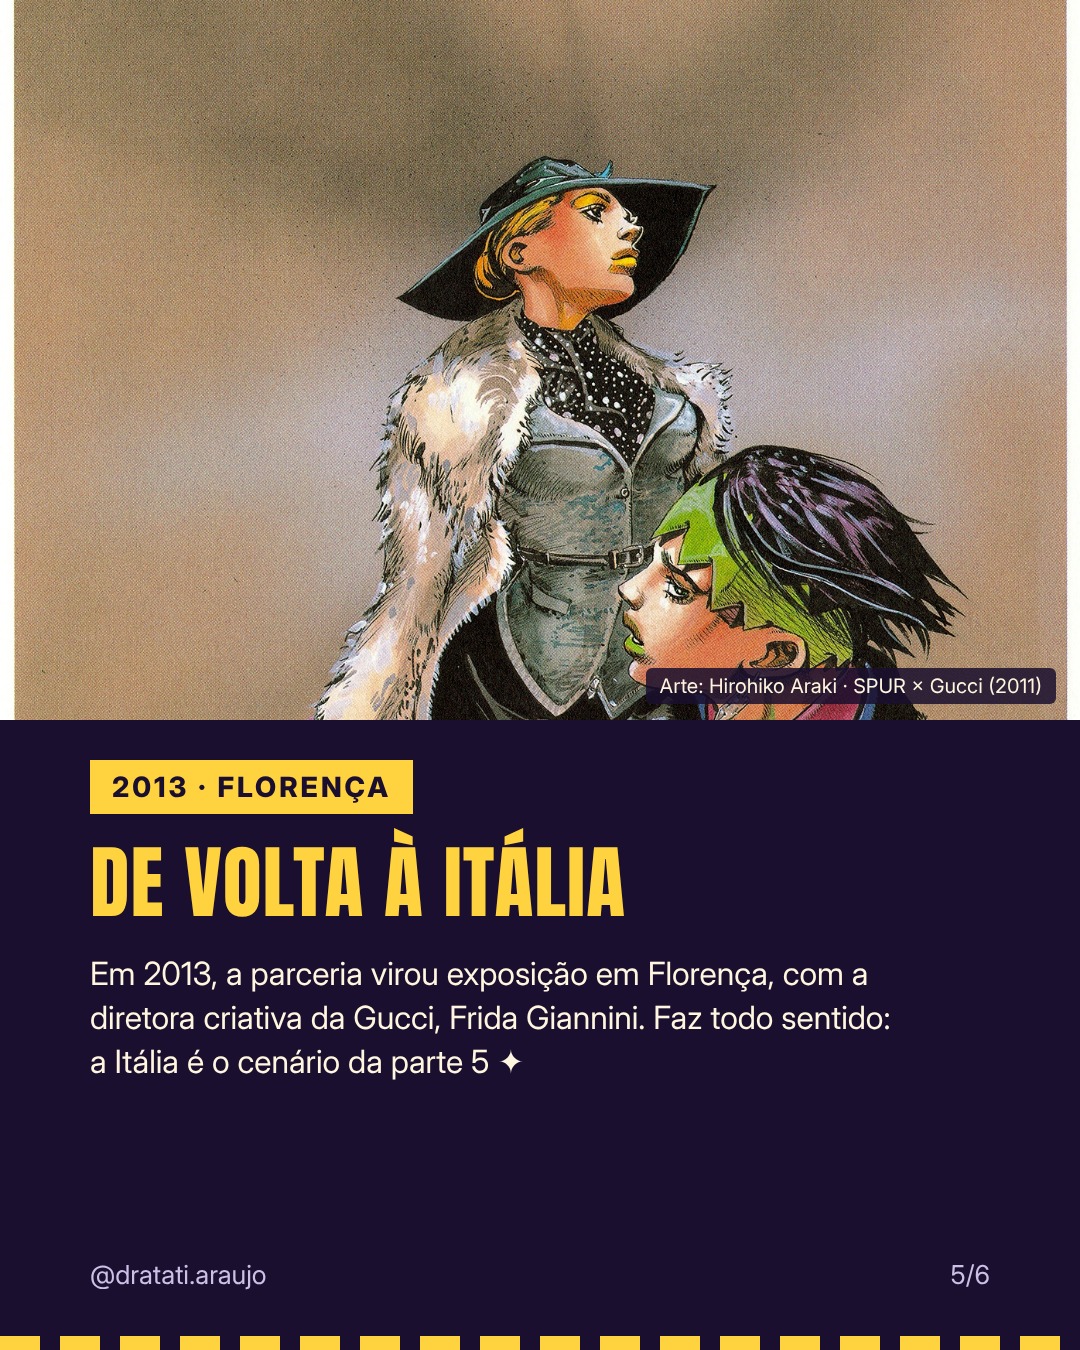 Arte: Hirohiko Araki · SPUR × Gucci (2011)
2013 · FLORENÇA
DE VOLTA À ITÁLIA
Em 2013, a parceria virou exposição em Florença, com a
diretora criativa da Gucci, Frida Giannini. Faz todo sentido:
a Itália é o cenário da parte 5 ✦
@dratati.araujo
5/6